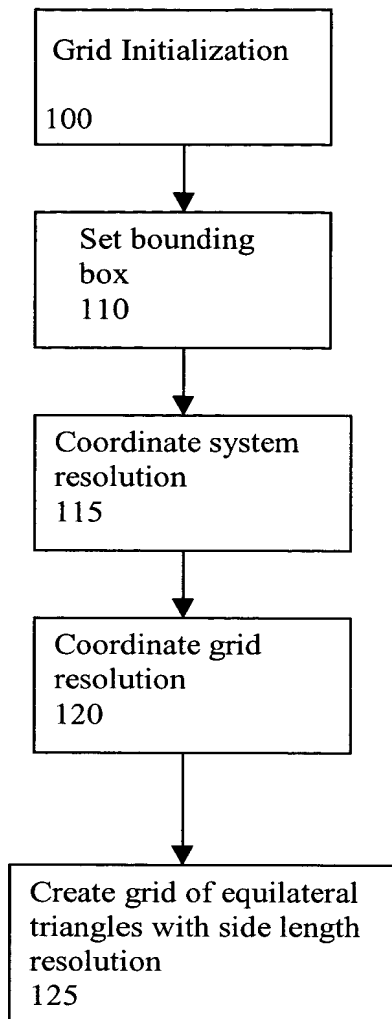 Grid Initialization
100
Set bounding
box
110
Coordinate system
resolution
115
Coordinate grid
resolution
120
Create grid of equilateral
triangles with side length
resolution
125